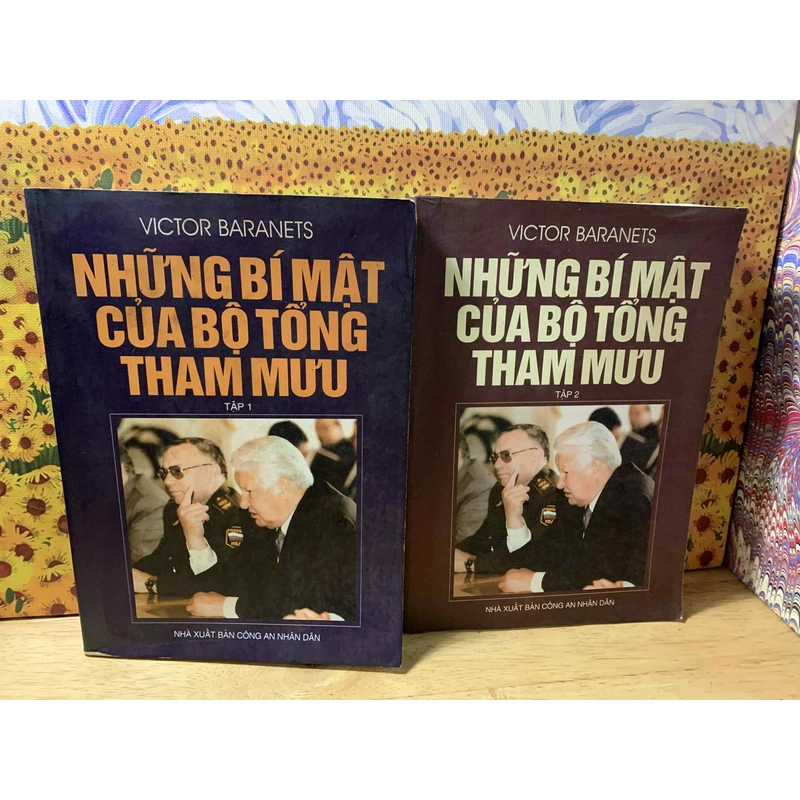 VICTOR BARANETS
NHỮNG BÍ MẬT
CỦA BỘ TỔNG
THAM MƯU
TẬP 1
NHÀ XUẤT BẢN CÔNG AN NHÂN DÂN
VICTOR BARANETS
NHỮNG BÍ MẬT
CỦA BỘ TỔNG
THAM MƯU
TẬP 2
NHÀ XUẤT BẢN CÔNG AN NHÂN DÂN